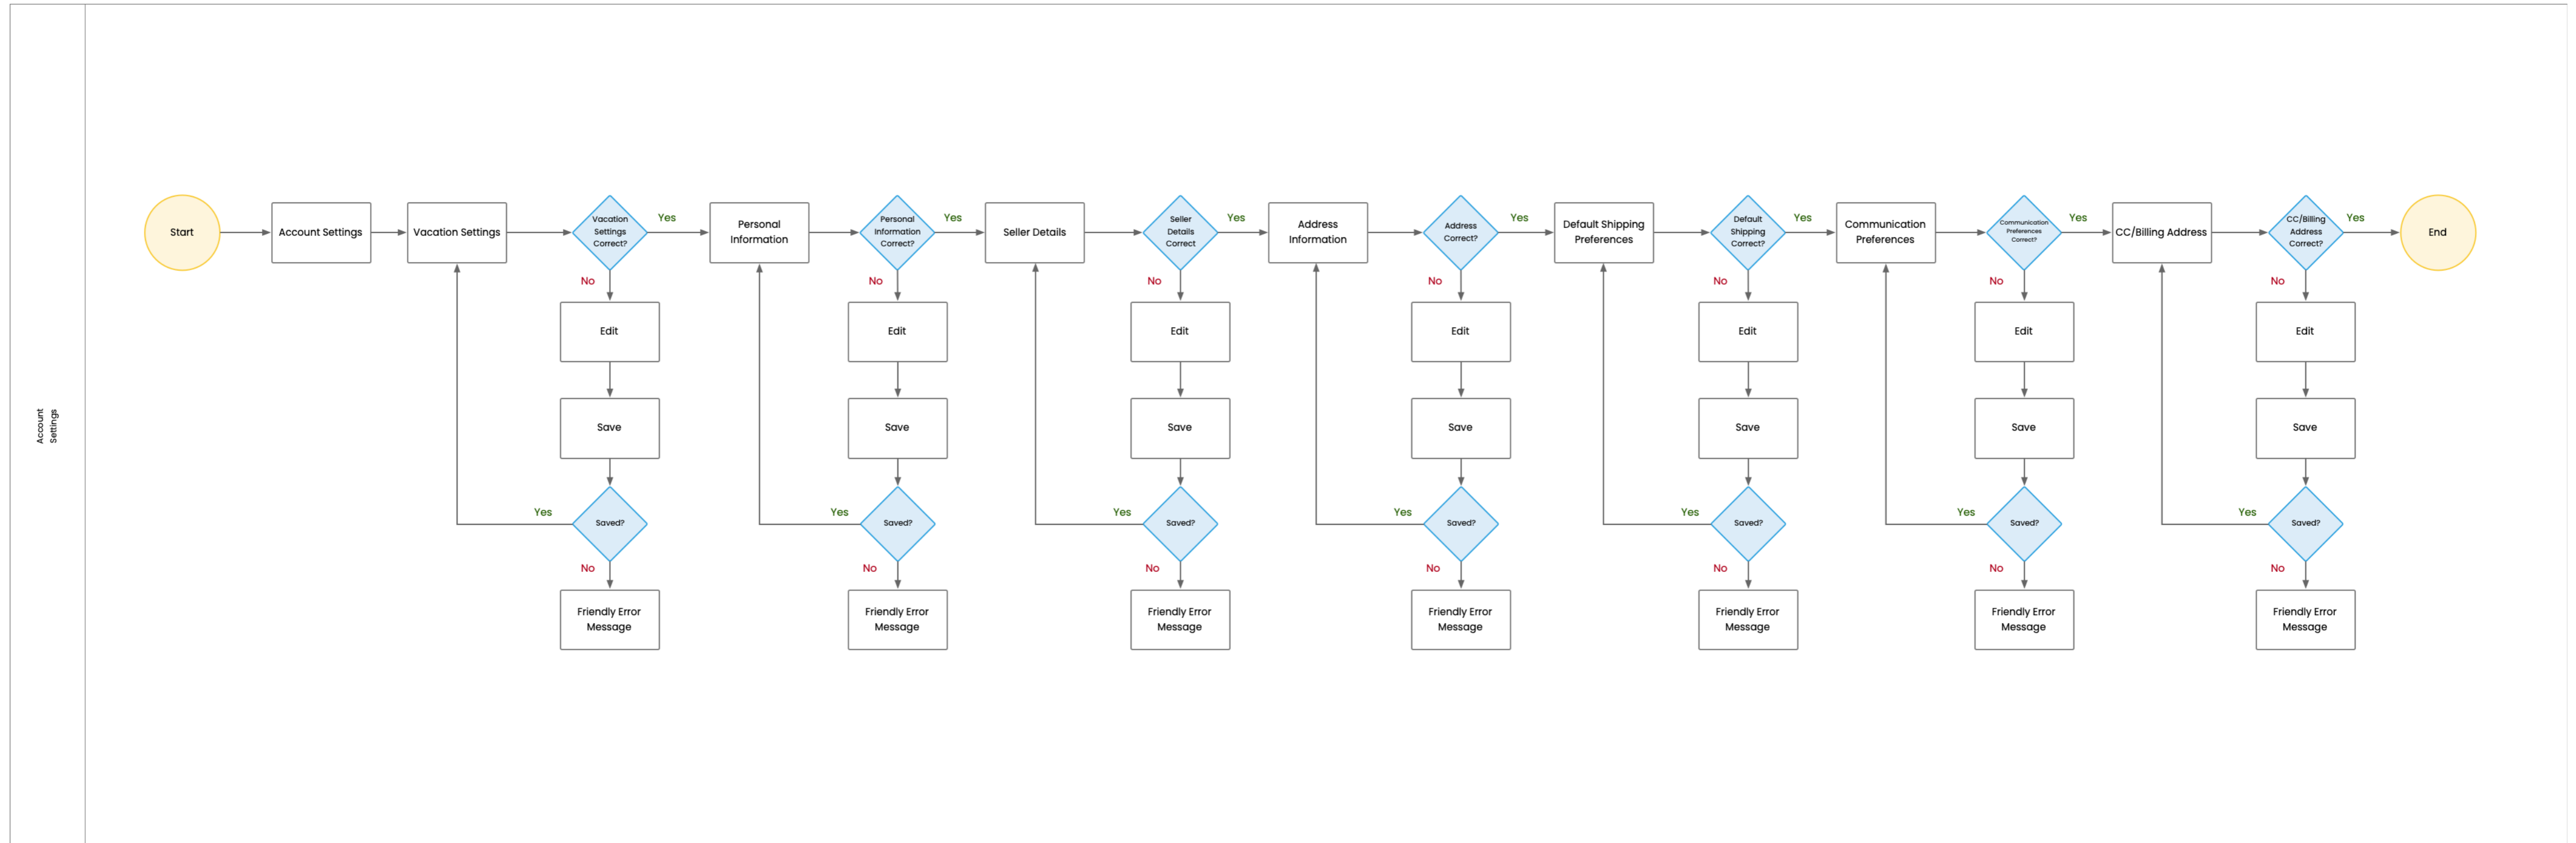 Account
Settings
Start
Account Settings
Vacation Settings
Vacation
Settings
Correct?
Yes
Personal
Information
Personal
Information
Correct?
Yes
Seller Details
Seller
Details
Correct
Yes
Address
Information
Address
Correct?
Yes
Default Shipping
Preferences
Default
Shipping
Correct?
Yes
Communication
Preferences
Communication
Preferences
Correct?
Yes
CC/Billing Address
CC/Billing
Address
Correct?
Yes
End
No
No
No
No
No
No
No
Edit
Edit
Edit
Edit
Edit
Edit
Edit
Save
Save
Save
Save
Save
Save
Save
Yes
Saved?
Yes
Saved?
Yes
Saved?
Yes
Saved?
Yes
Saved?
Yes
Saved?
Yes
Saved?
No
No
No
No
No
No
No
Friendly Error
Message
Friendly Error
Message
Friendly Error
Message
Friendly Error
Message
Friendly Error
Message
Friendly Error
Message
Friendly Error
Message